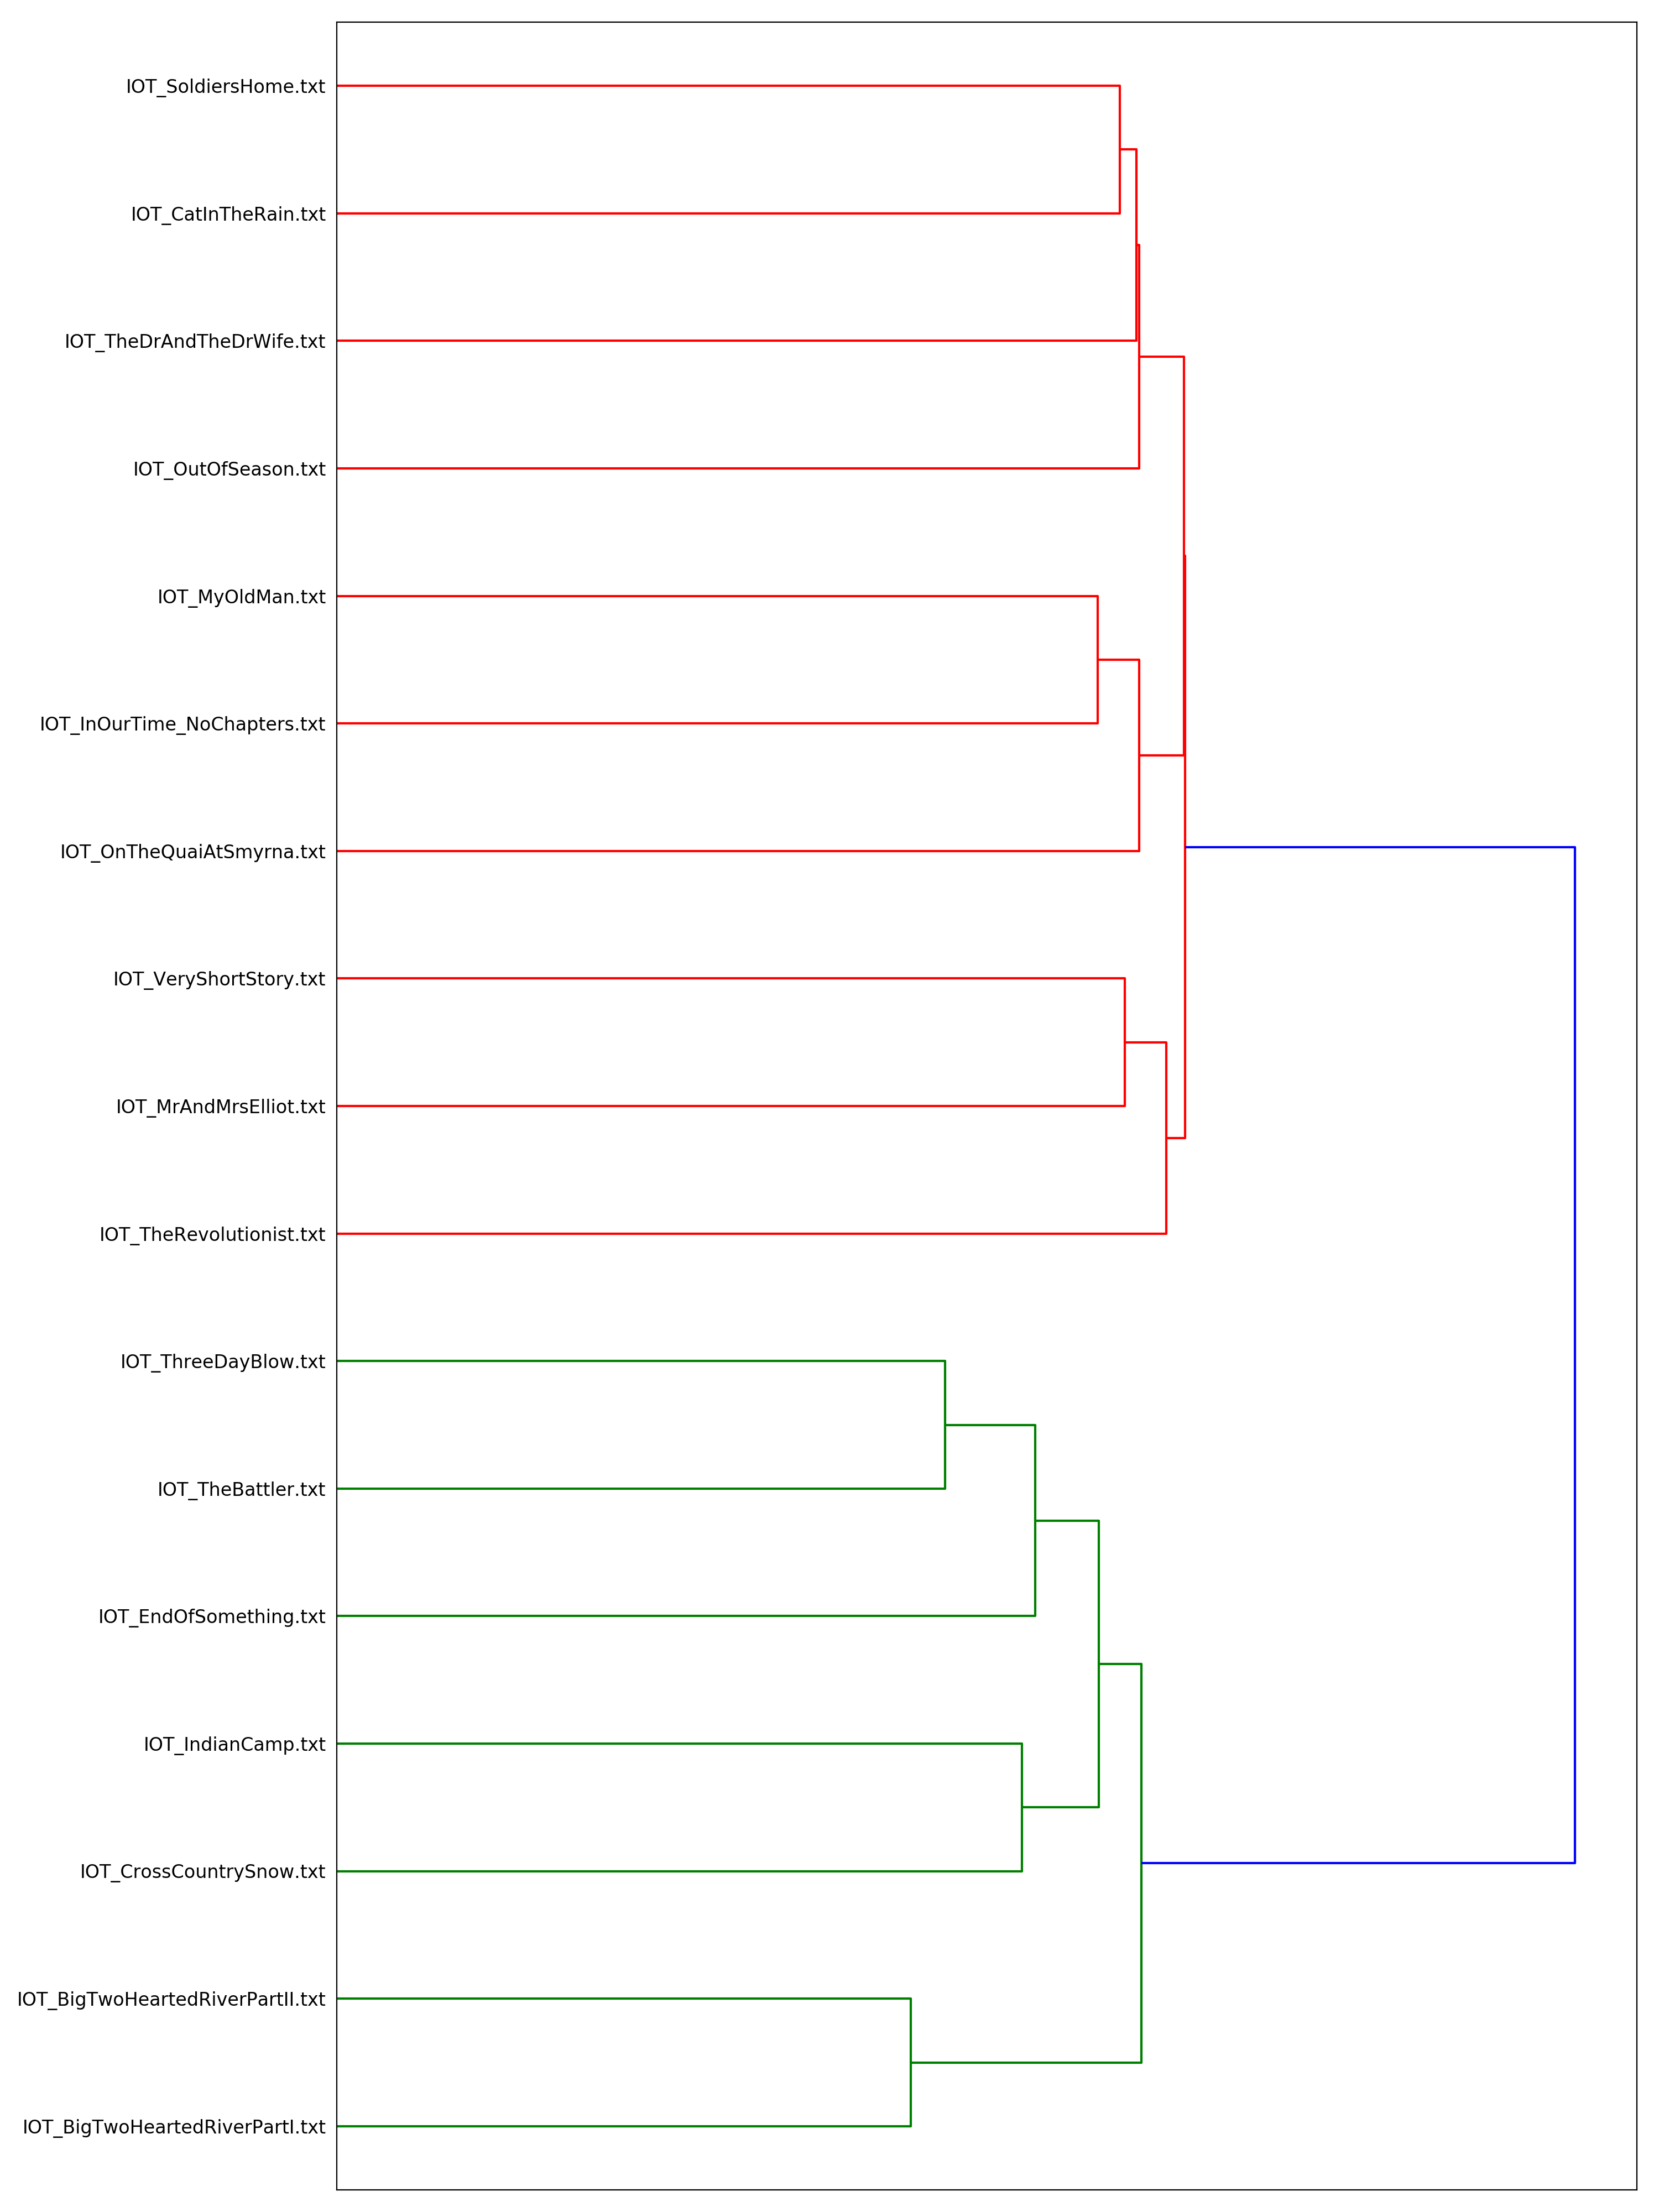 IOT_SoldiersHome.txt
IOT_CatInTheRain.txt
IOT_TheDrAndTheDrWife.txt
IOT_OutOfSeason.txt
IOT_MyOldMan.txt
IOT_InOurTime_NoChapters.txt
IOT_OnTheQuaiAtSmyrna.txt
IOT_VeryShortStory.txt
IOT_MrAndMrsElliot.txt
IOT_TheRevolutionist.txt
IOT_ThreeDayBlow.txt
IOT_TheBattler.txt
IOT_EndOfSomething.txt
IOT_IndianCamp.txt
IOT_CrossCountrySnow.txt
IOT_BigTwoHeartedRiverPartII.txt
IOT_BigTwoHeartedRiverPartI.txt